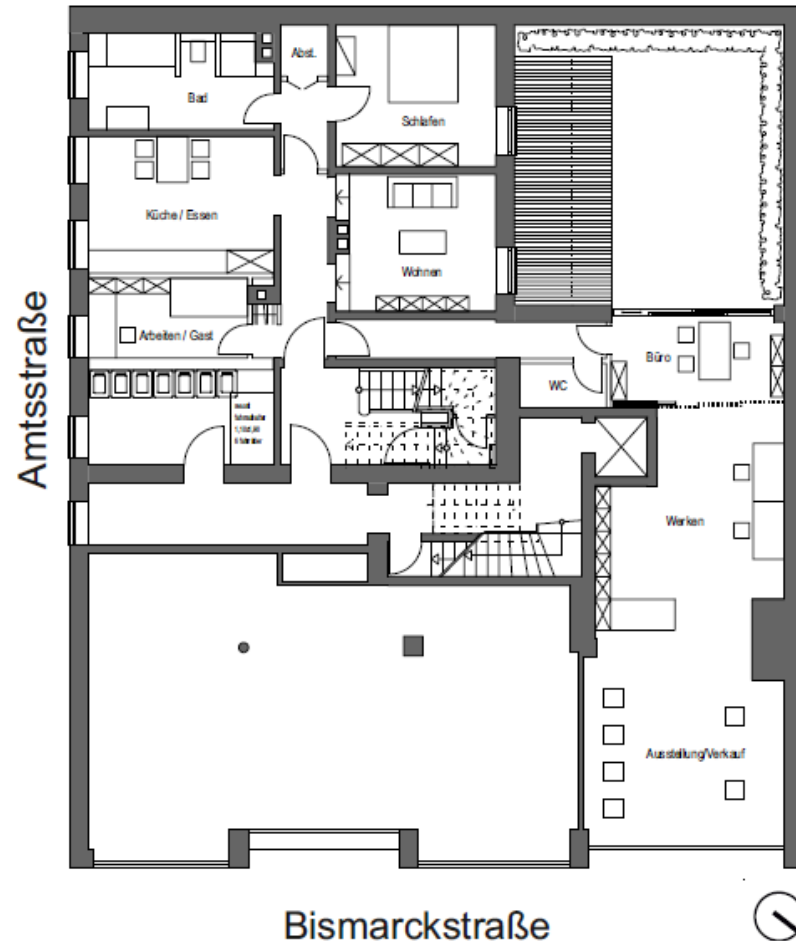 Abst.
Bad
Schlafen
Küche / Essen
Wohnen
Arbeiten / Gast
Büro
WC
Werken
Ausstellung/Verkauf
Amtsstraße
Bismarckstraße